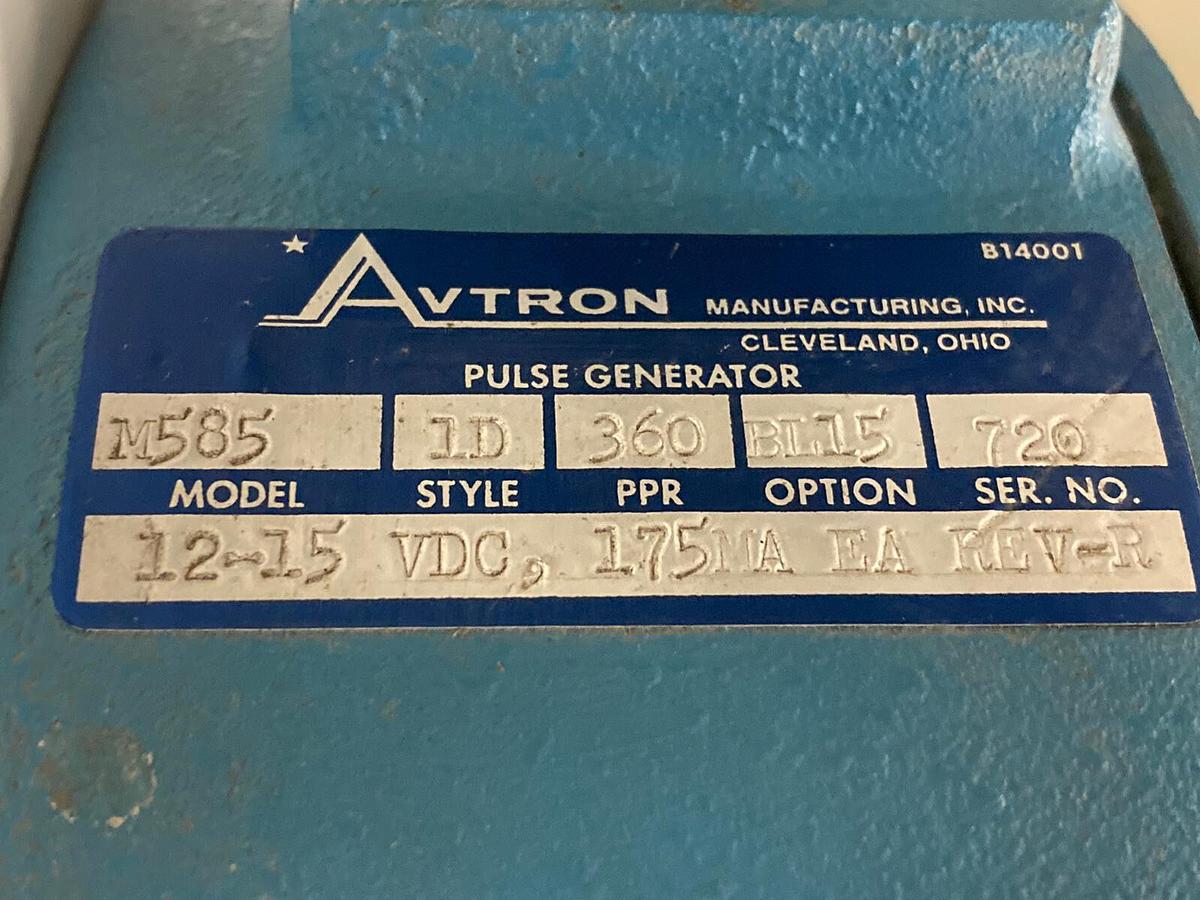 B14001
AVTRON MANUFACTURING, INC.
CLEVELAND, OHIO
PULSE GENERATOR
M585 1D 360 BL15 720
MODEL STYLE PPR OPTION SER. NO.
12-15 VDC, 175MA EA REV-R